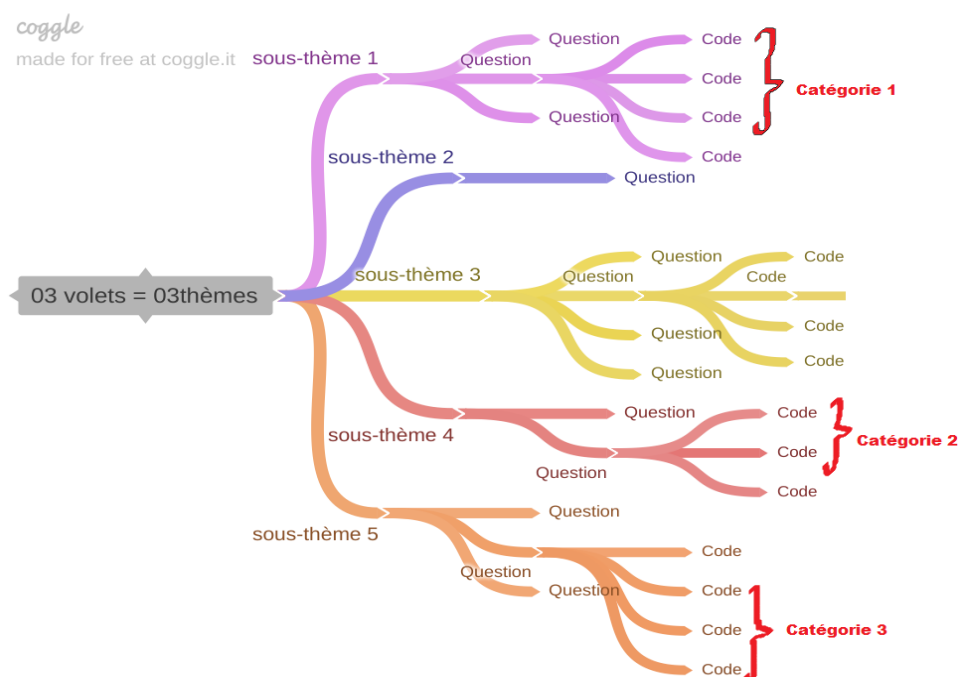 coggle
made for free at coggle.it
03 volets = 03thèmes
sous-thème 1
Question
Question
Question
Code
Code
Code
Code
Catégorie 1
sous-thème 2
Question
sous-thème 3
Question
Question
Question
Question
Code
Code
Code
Code
sous-thème 4
Question
Question
Code
Code
Code
Catégorie 2
sous-thème 5
Question
Question
Question
Code
Code
Code
Code
Catégorie 3